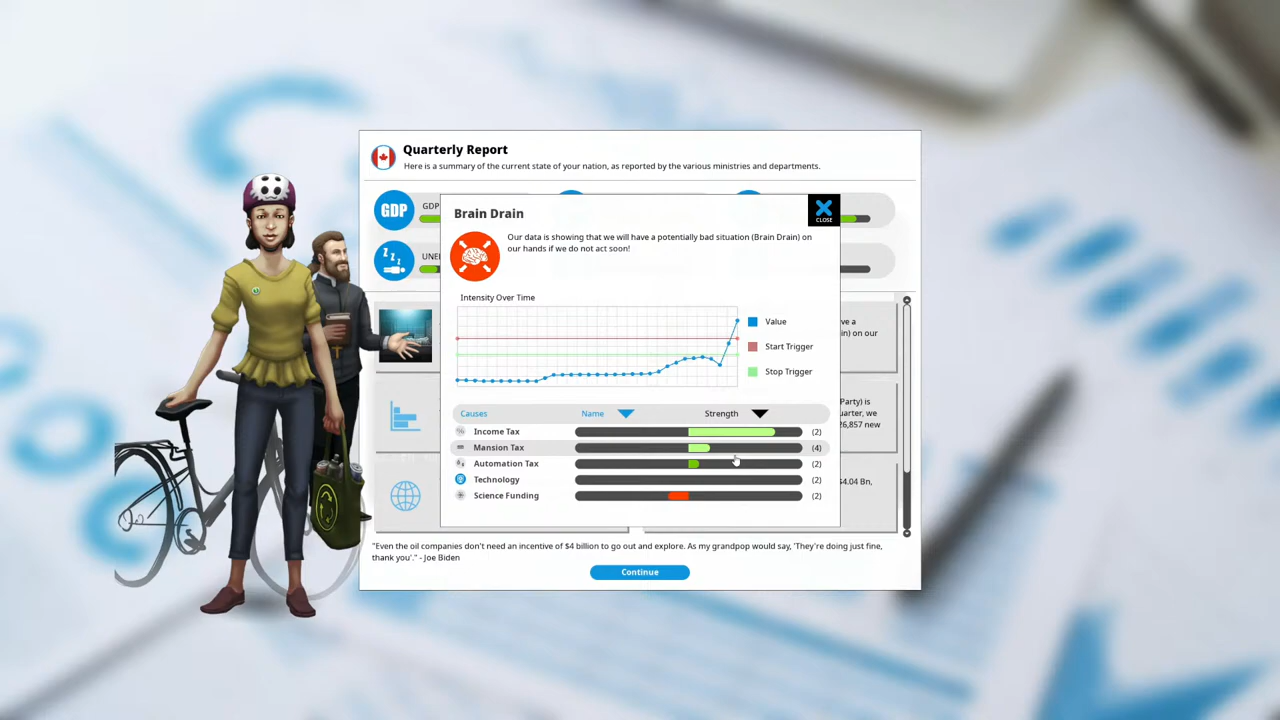 Quarterly Report
Here is a summary of the current state of your nation, as reported by the various ministries and departments.
GDP GDP
Brain Drain
CLOSE
Our data is showing that we will have a potentially bad situation (Brain Drain) on
our hands if we do not act soon!
Z Z Z
UNE
Intensity Over Time
Value
Start Trigger
Stop Trigger
ve a
in) on our
Party) is
uarter, we
26,857 new
$4.04 Bn,
Causes Name Strength
Income Tax (2)
Mansion Tax (4)
Automation Tax (2)
Technology (2)
Science Funding (2)
"Even the oil companies don't need an incentive of $4 billion to go out and explore. As my grandpop would say, 'They're doing just fine,
thank you'." - Joe Biden
Continue